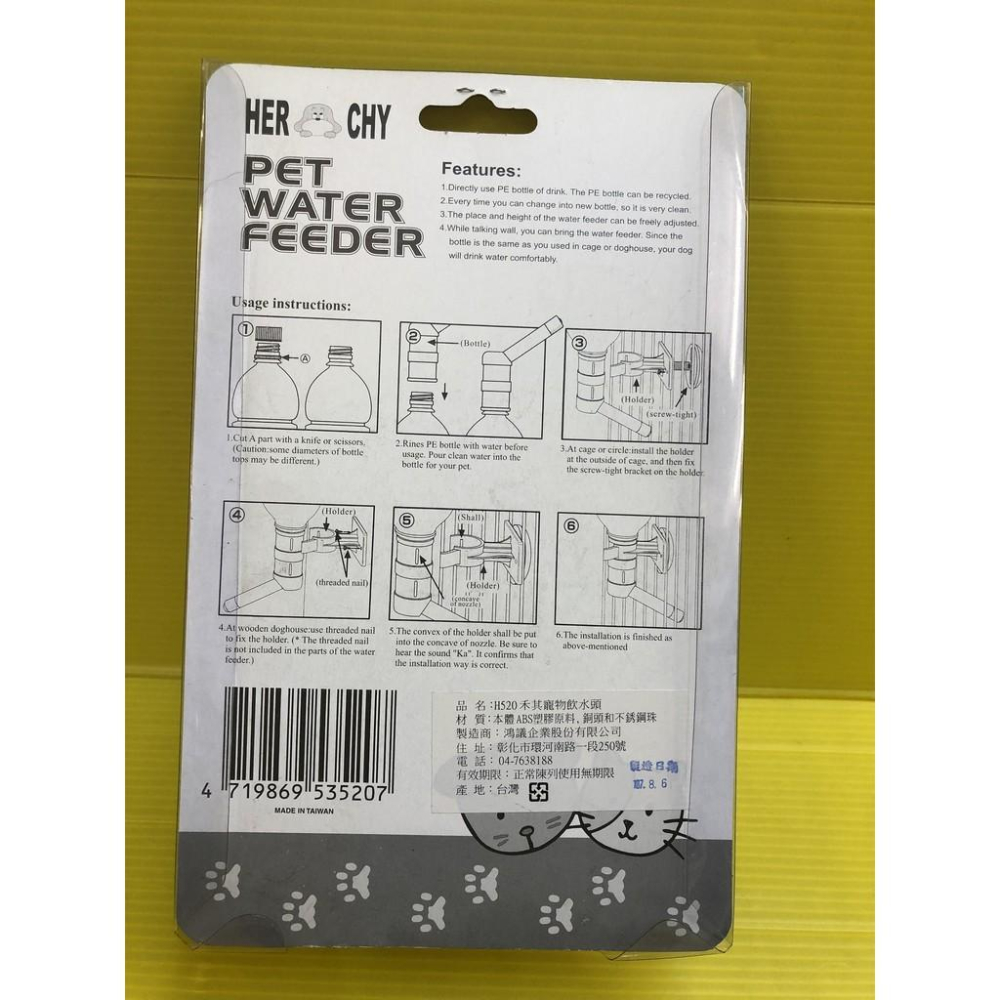 HER CHY
PET
WATER
FEEDER
Features:
1.Directly use PE bottle of drink. The PE bottle can be recycled.
2.Every time you can change into new bottle, so it is very clean.
3.The place and height of the water feeder can be freely adjusted.
4.While talking wall, you can bring the water feeder. Since the
bottle is the same as you used in cage or doghouse, your dog
will drink water comfortably.
Usage instructions:
①
A
②
(Bottle)
③
(Holder)
(screw-tight)
1.Cut A part with a knife or scissors.
(Caution:some diameters of bottle
tops may be different.)
2.Rines PE bottle with water before
usage. Pour clean water into the
bottle for your pet.
3.At cage or circle:install the holder
at the outside of cage, and then fix
the screw-tight bracket on the holder.
④
(Holder)
(threaded nail)
⑤
(Shall)
(Holder)
(concave
of nozzle)
⑥
4.At wooden doghouse:use threaded nail
to fix the holder. (* The threaded nail
is not included in the parts of the water
feeder.)
5.The convex of the holder shall be put
into the concave of nozzle. Be sure to
hear the sound "Ka". It confirms that
the installation way is correct.
6.The installation is finished as
above-mentioned
4 719869 535207
MADE IN TAIWAN
品 名:H520禾其寵物飲水頭
材 質:本體ABS塑膠原料,銅頭和不銹鋼珠
製造商:鴻議企業股份有限公司
住 址:彰化市環河南路一段250號
電 話:04-7638188
有效期限:正常陳列使用無期限
產 地:台灣
製造日期
107.8.6